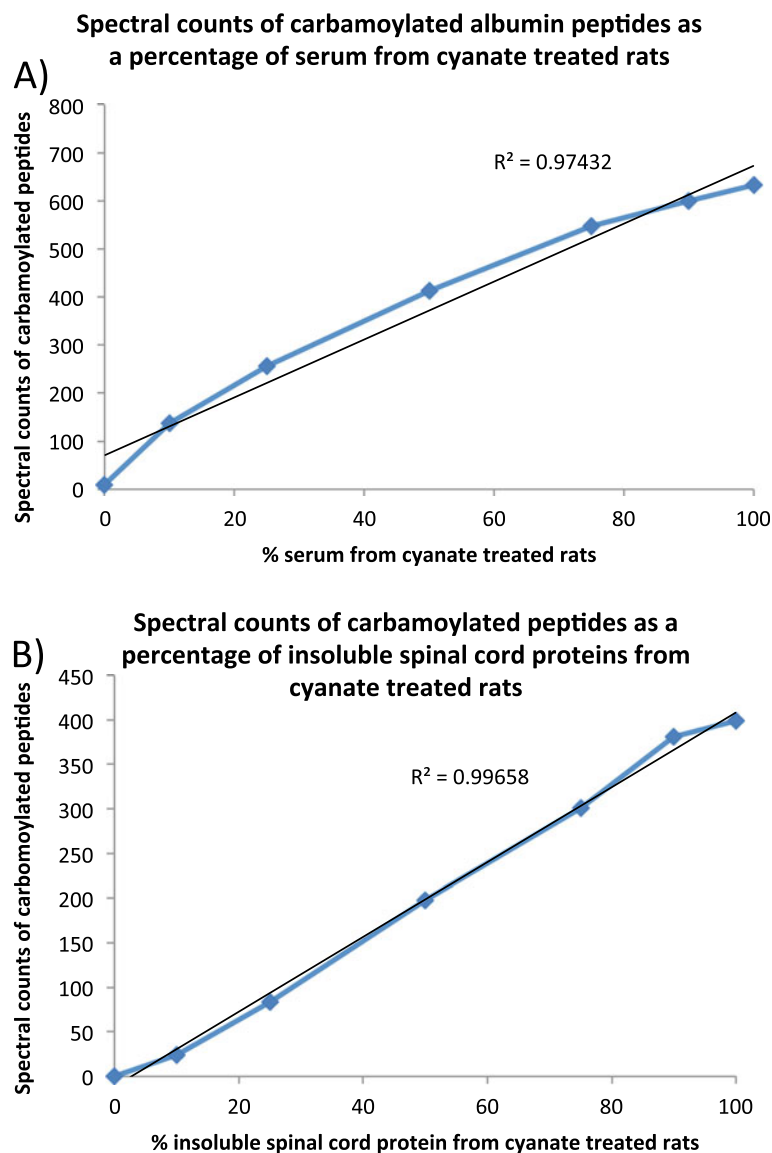 Spectral counts of carbamoylated albumin peptides as
a percentage of serum from cyanate treated rats
A)
Spectral counts of carbamoylated peptides
800
700
600
500
400
300
200
100
0
R² = 0.97432
0 20 40 60 80 100
% serum from cyanate treated rats
Spectral counts of carbamoylated peptides as a
percentage of insoluble spinal cord proteins from
cyanate treated rats
B)
Spectral counts of carbomoylated peptides
450
400
350
300
250
200
150
100
50
0
R² = 0.99658
0 20 40 60 80 100
% insoluble spinal cord protein from cyanate treated rats